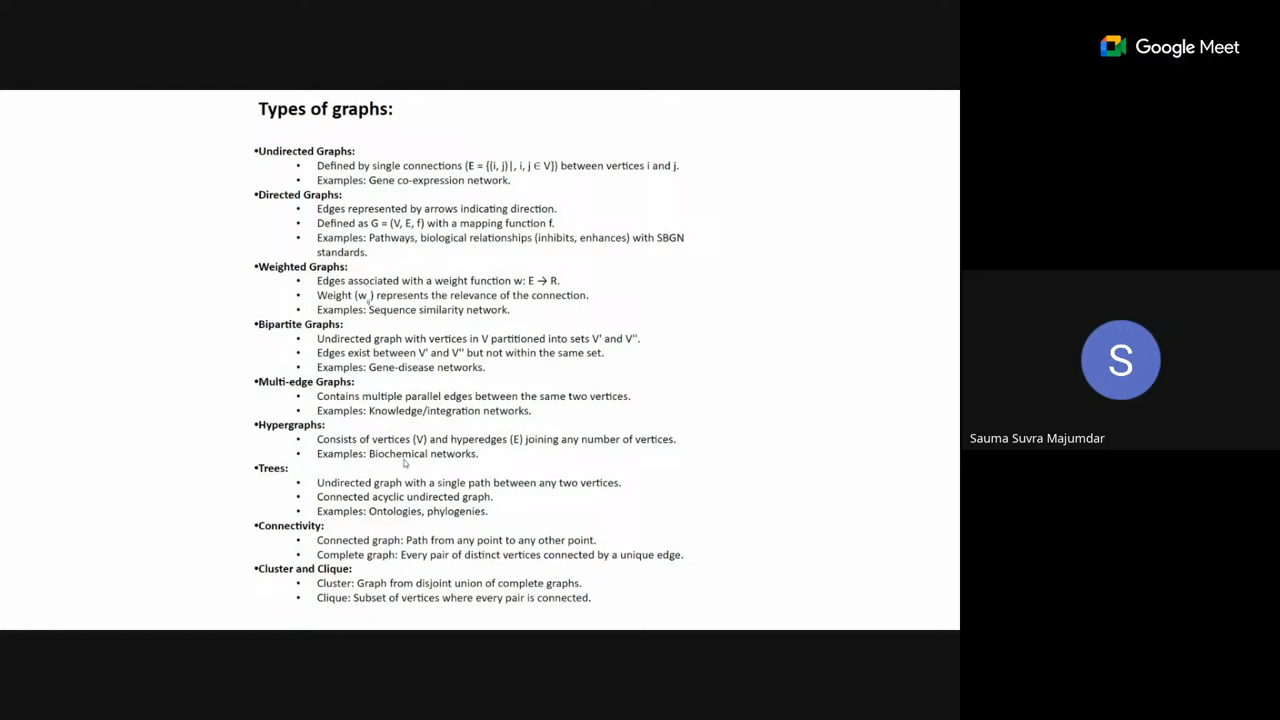 Google Meet
Types of graphs:
•Undirected Graphs:
• Defined by single connections (E = {(i, j)|, i, j ∈ V}) between vertices i and j.
• Examples: Gene co-expression network.
•Directed Graphs:
• Edges represented by arrows indicating direction.
• Defined as G = (V, E, f) with a mapping function f.
• Examples: Pathways, biological relationships (inhibits, enhances) with SBGN
standards.
•Weighted Graphs:
• Edges associated with a weight function w: E → R.
• Weight (wij) represents the relevance of the connection.
• Examples: Sequence similarity network.
•Bipartite Graphs:
• Undirected graph with vertices in V partitioned into sets V' and V''.
• Edges exist between V' and V'' but not within the same set.
• Examples: Gene-disease networks.
•Multi-edge Graphs:
• Contains multiple parallel edges between the same two vertices.
• Examples: Knowledge/integration networks.
•Hypergraphs:
• Consists of vertices (V) and hyperedges (E) joining any number of vertices.
• Examples: Biochemical networks.
•Trees:
• Undirected graph with a single path between any two vertices.
• Connected acyclic undirected graph.
• Examples: Ontologies, phylogenies.
•Connectivity:
• Connected graph: Path from any point to any other point.
• Complete graph: Every pair of distinct vertices connected by a unique edge.
•Cluster and Clique:
• Cluster: Graph from disjoint union of complete graphs.
• Clique: Subset of vertices where every pair is connected.
S
Sauma Suvra Majumdar